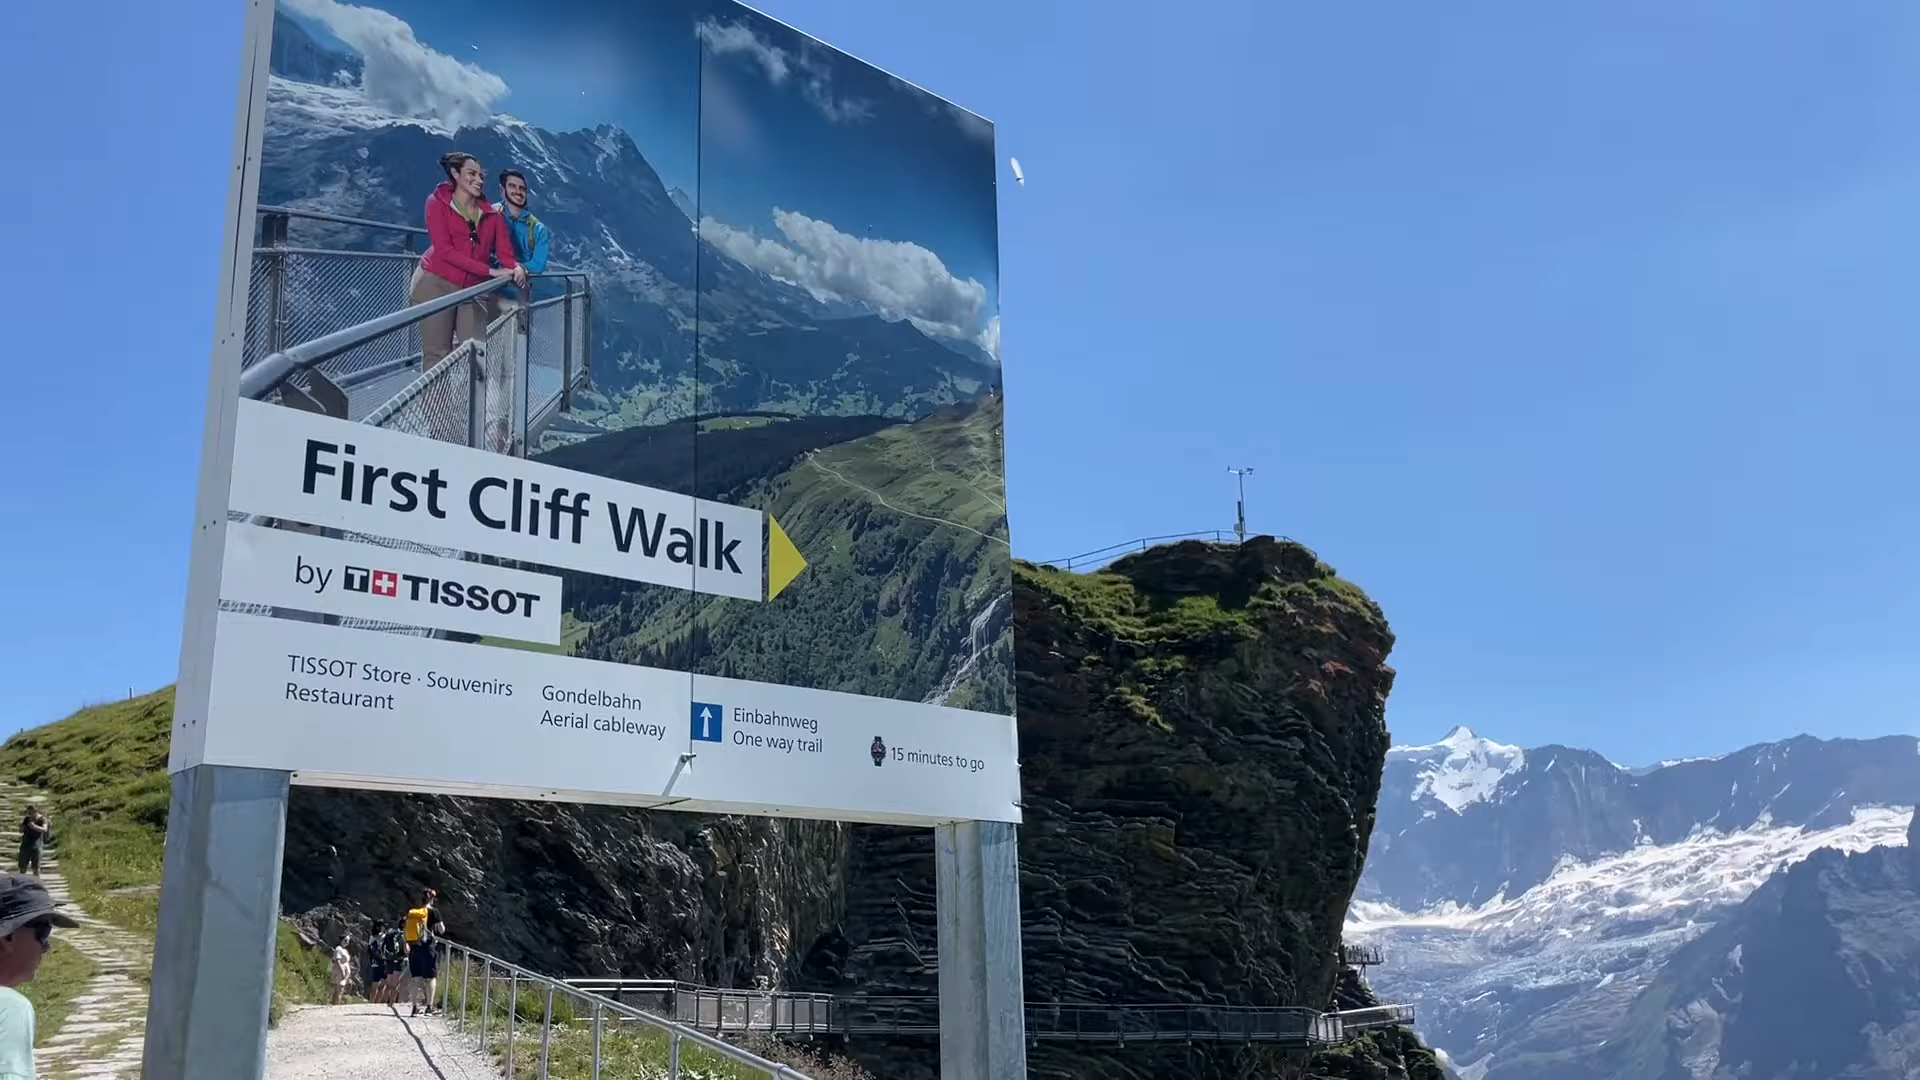 First Cliff Walk
by T+ TISSOT
TISSOT Store · Souvenirs
Restaurant
Gondelbahn
Aerial cableway
Einbahnweg
One way trail
15 minutes to go